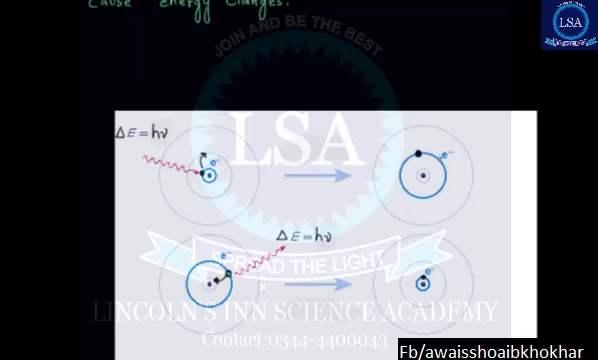 cause energy changes.
LSA
JOIN AND BE THE BEST
LSA
ΔE=hν
e⁻
e⁻
ΔE=hν
SPREAD THE LIGHT
e⁻
e⁻
LINCOLN'S INN SCIENCE ACADEMY
Contact:0344-4400043
Fb/awaisshoaibkhokhar